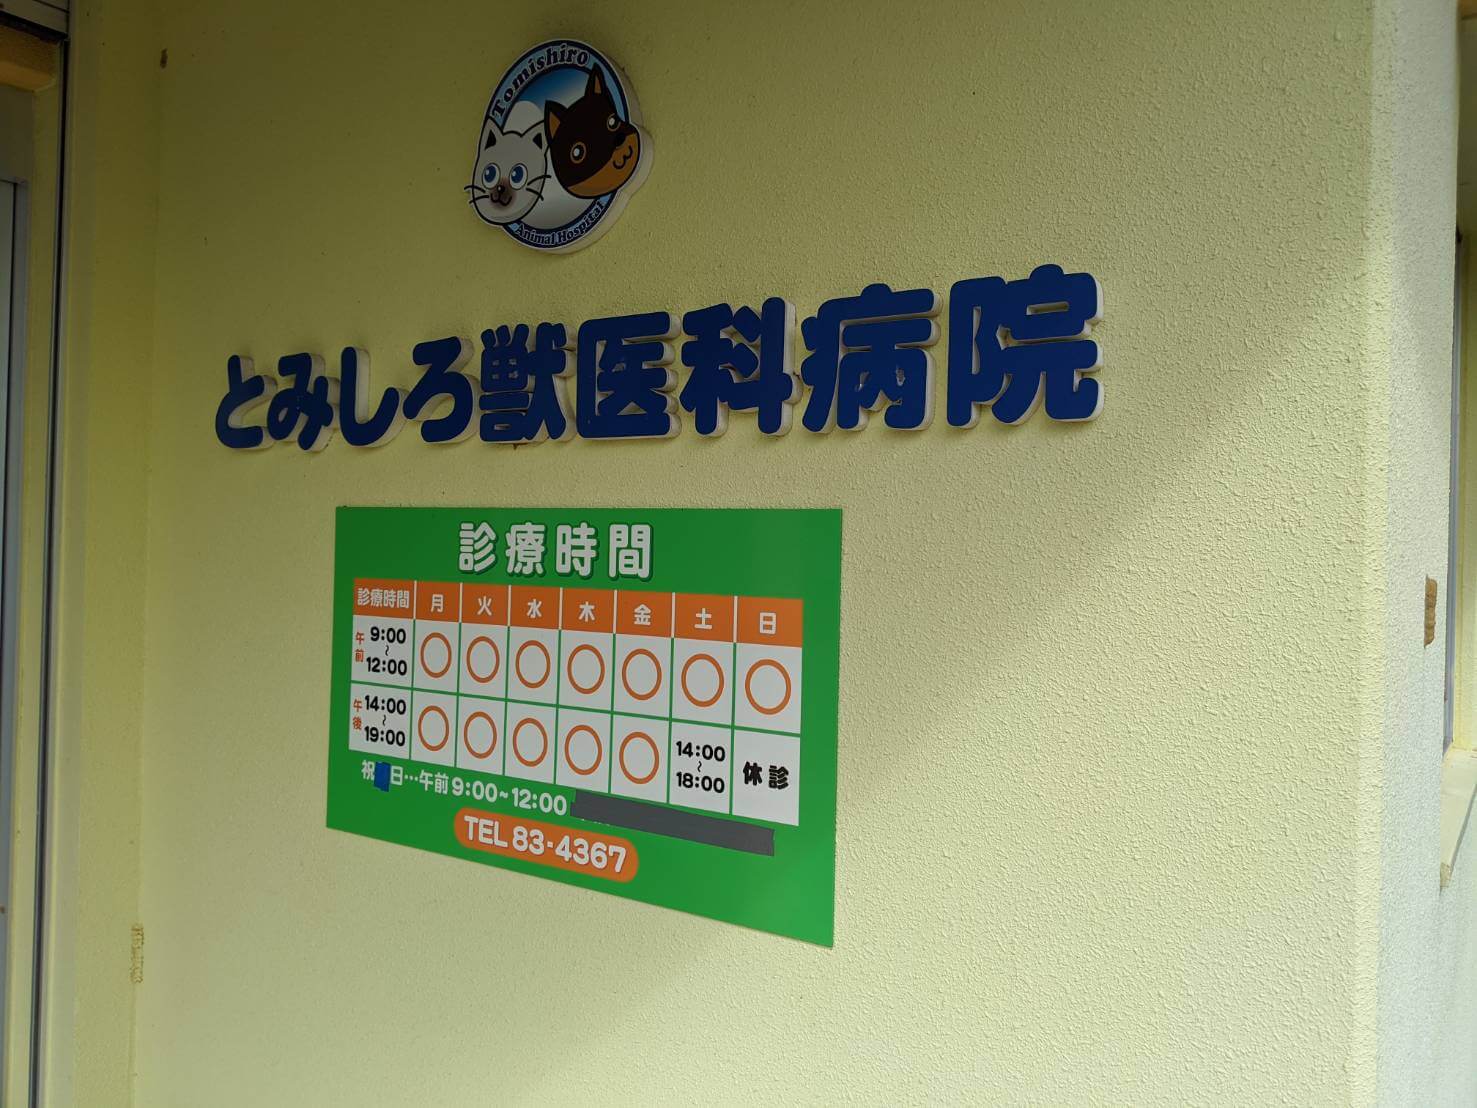 Tomishiro
Animal Hospital
とみしろ獣医科病院
診療時間
診療時間 月 火 水 木 金 土 日
午前 9:00~12:00 ○ ○ ○ ○ ○ ○ ○
午後 14:00~19:00 ○ ○ ○ ○ ○ 14:00~18:00 休診
祝 日…午前9:00~12:00
TEL 83-4367